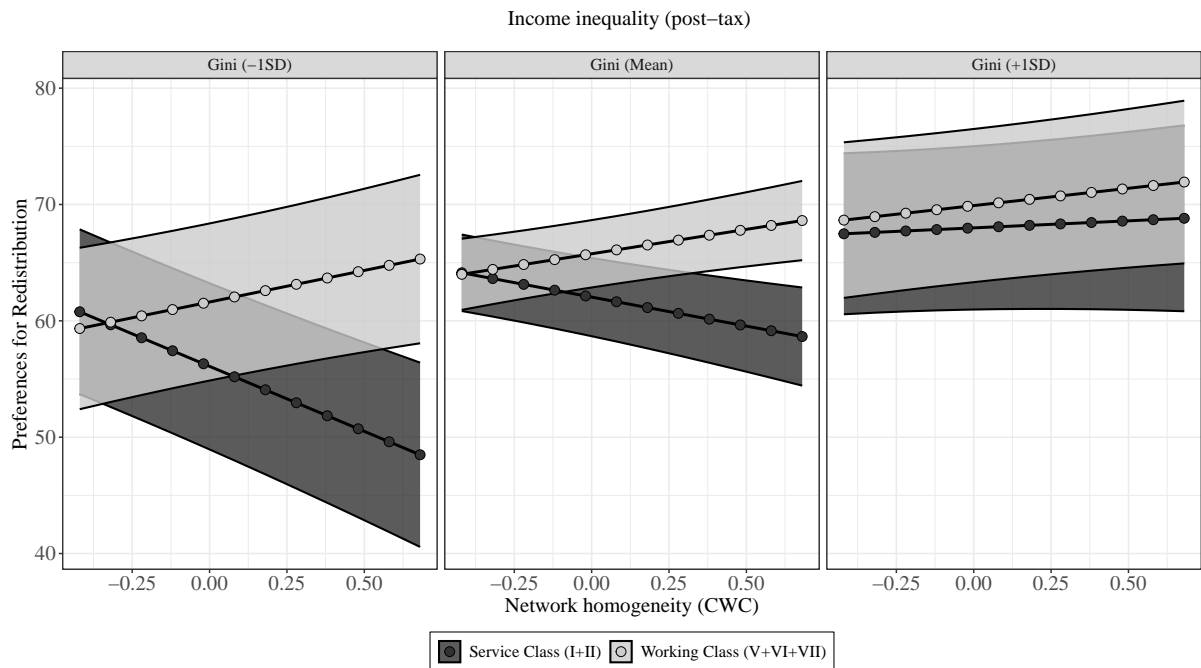 Income inequality (post−tax)
Gini (−1SD) Gini (Mean) Gini (+1SD)
80
70
60
50
40
Preferences for Redistribution
−0.25 0.00 0.25 0.50 −0.25 0.00 0.25 0.50 −0.25 0.00 0.25 0.50
Network homogeneity (CWC)
Service Class (I+II) Working Class (V+VI+VII)